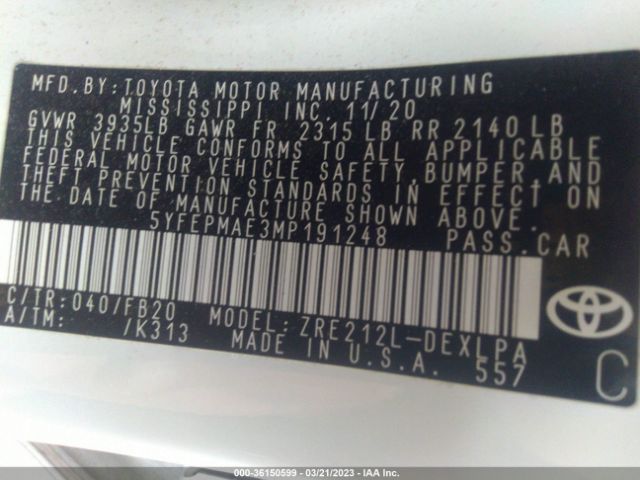 MFD. BY: TOYOTA MOTOR MANUFACTURING
MISSISSIPPI INC. 11/20
GVWR 3935LB GAWR FR 2315 LB RR 2140 LB
THIS VEHICLE CONFORMS TO ALL APPLICABLE
FEDERAL MOTOR VEHICLE SAFETY, BUMPER, AND
THEFT PREVENTION STANDARDS IN EFFECT ON
THE DATE OF MANUFACTURE SHOWN ABOVE.
5YFEPMAE3MP191248 PASS. CAR
C/TR: 040/FB20 MODEL: ZRE212L-DEXLPA
A/TM: /K313 MADE IN U.S.A. 557
C
000-36150599 — 03/21/2023 — IAA Inc.